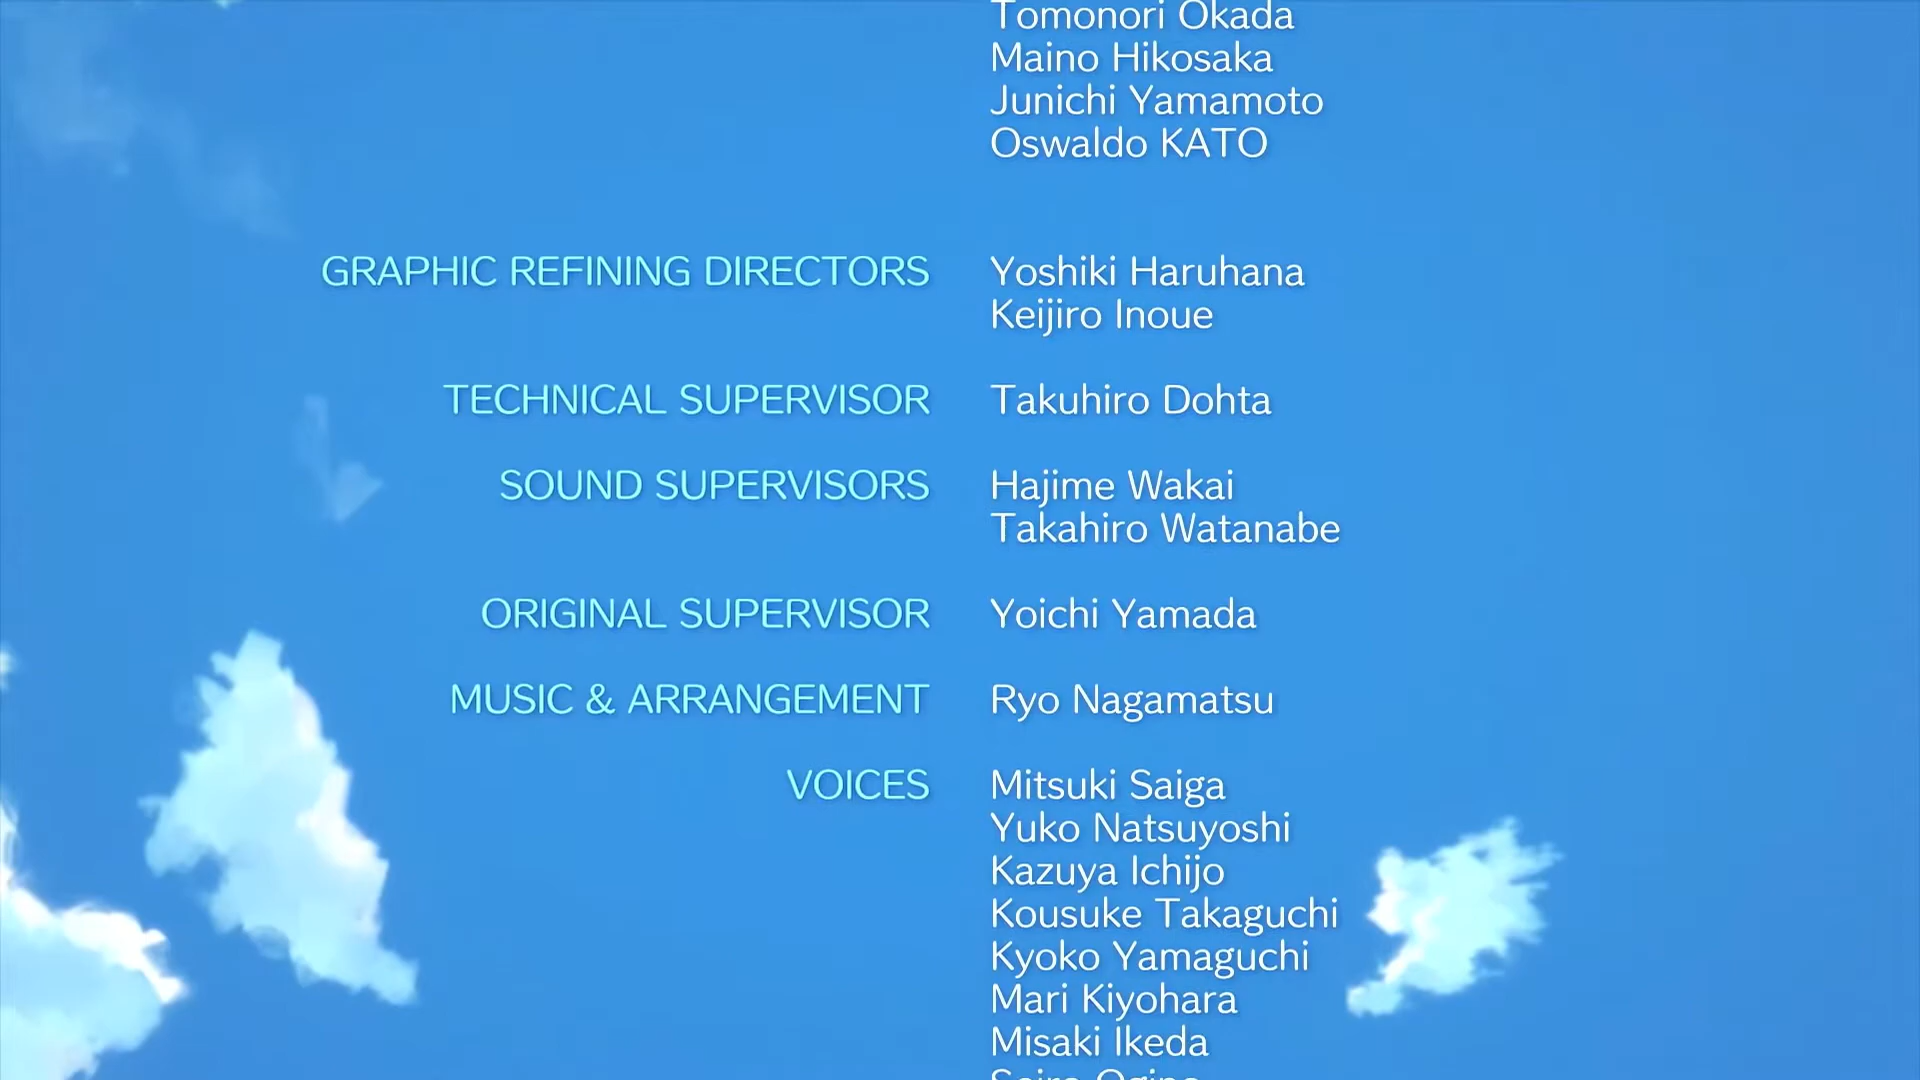 Tomonori Okada
Maino Hikosaka
Junichi Yamamoto
Oswaldo KATO
GRAPHIC REFINING DIRECTORS Yoshiki Haruhana
Keijiro Inoue
TECHNICAL SUPERVISOR Takuhiro Dohta
SOUND SUPERVISORS Hajime Wakai
Takahiro Watanabe
ORIGINAL SUPERVISOR Yoichi Yamada
MUSIC & ARRANGEMENT Ryo Nagamatsu
VOICES Mitsuki Saiga
Yuko Natsuyoshi
Kazuya Ichijo
Kousuke Takaguchi
Kyoko Yamaguchi
Mari Kiyohara
Misaki Ikeda